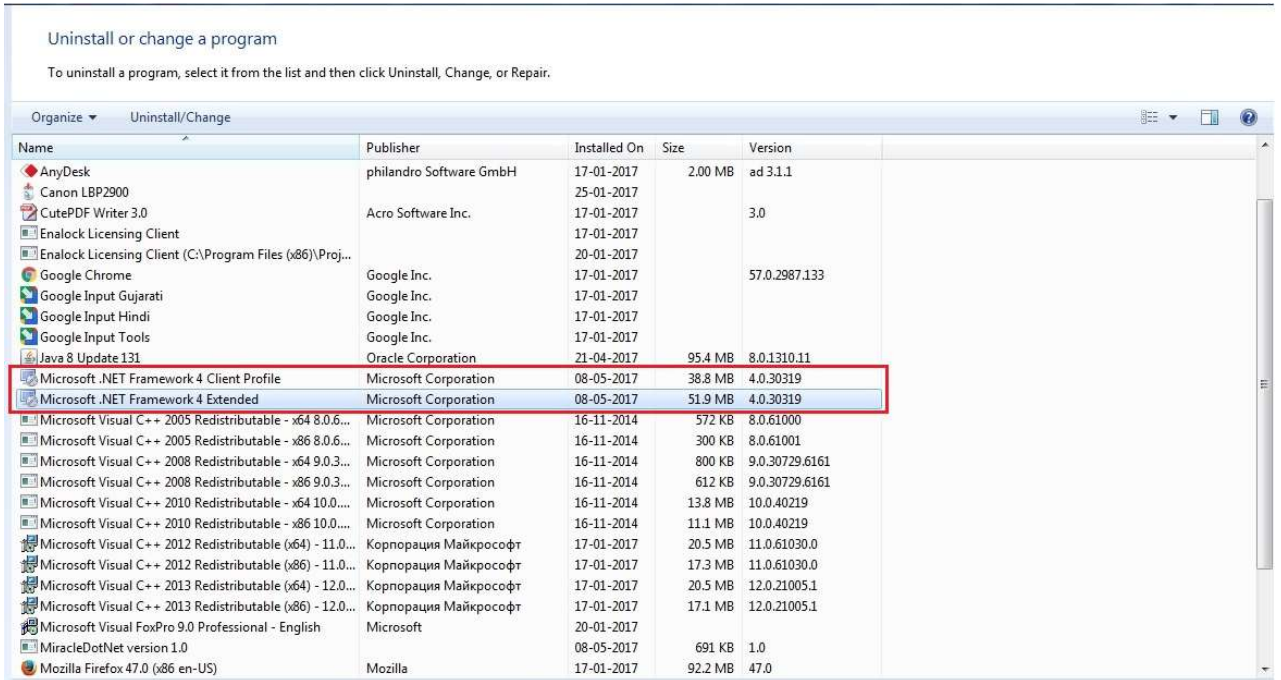 Uninstall or change a program
To uninstall a program, select it from the list and then click Uninstall, Change, or Repair.
Organize Uninstall/Change
Name Publisher Installed On Size Version
AnyDesk philandro Software GmbH 17-01-2017 2.00 MB ad 3.1.1
Canon LBP2900 25-01-2017
CutePDF Writer 3.0 Acro Software Inc. 17-01-2017 3.0
Enalock Licensing Client 17-01-2017
Enalock Licensing Client (C:\Program Files (x86)\Proj... 20-01-2017
Google Chrome Google Inc. 17-01-2017 57.0.2987.133
Google Input Gujarati Google Inc. 17-01-2017
Google Input Hindi Google Inc. 17-01-2017
Google Input Tools Google Inc. 17-01-2017
Java 8 Update 131 Oracle Corporation 21-04-2017 95.4 MB 8.0.1310.11
Microsoft .NET Framework 4 Client Profile Microsoft Corporation 08-05-2017 38.8 MB 4.0.30319
Microsoft .NET Framework 4 Extended Microsoft Corporation 08-05-2017 51.9 MB 4.0.30319
Microsoft Visual C++ 2005 Redistributable - x64 8.0.6... Microsoft Corporation 16-11-2014 572 KB 8.0.61000
Microsoft Visual C++ 2005 Redistributable - x86 8.0.6... Microsoft Corporation 16-11-2014 300 KB 8.0.61001
Microsoft Visual C++ 2008 Redistributable - x64 9.0.3... Microsoft Corporation 16-11-2014 800 KB 9.0.30729.6161
Microsoft Visual C++ 2008 Redistributable - x86 9.0.3... Microsoft Corporation 16-11-2014 612 KB 9.0.30729.6161
Microsoft Visual C++ 2010 Redistributable - x64 10.0.... Microsoft Corporation 16-11-2014 13.8 MB 10.0.40219
Microsoft Visual C++ 2010 Redistributable - x86 10.0.... Microsoft Corporation 16-11-2014 11.1 MB 10.0.40219
Microsoft Visual C++ 2012 Redistributable (x64) - 11.0... Корпорация Майкрософт 17-01-2017 20.5 MB 11.0.61030.0
Microsoft Visual C++ 2012 Redistributable (x86) - 11.0... Корпорация Майкрософт 17-01-2017 17.3 MB 11.0.61030.0
Microsoft Visual C++ 2013 Redistributable (x64) - 12.0... Корпорация Майкрософт 17-01-2017 20.5 MB 12.0.21005.1
Microsoft Visual C++ 2013 Redistributable (x86) - 12.0... Корпорация Майкрософт 17-01-2017 17.1 MB 12.0.21005.1
Microsoft Visual FoxPro 9.0 Professional - English Microsoft 20-01-2017
MiracleDotNet version 1.0 08-05-2017 691 KB 1.0
Mozilla Firefox 47.0 (x86 en-US) Mozilla 17-01-2017 92.2 MB 47.0